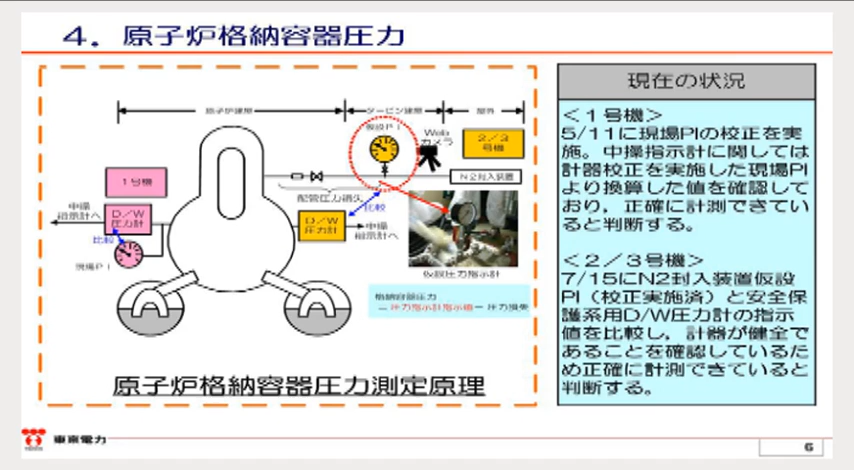 4．原子炉格納容器圧力
原子炉建屋
タービン建屋
屋外
仮設PI
Web
カメラ
2／3
号機
1号機
N2封入装置
配管圧力損失
中操
指示計へ
D／W
圧力計
比較
D／W
圧力計
比較
中操
指示計へ
現場PI
仮設圧力指示計
格納容器圧力
＝ 圧力指示計指示値 − 圧力損失
原子炉格納容器圧力測定原理
現在の状況
＜1号機＞
5/11に現場PIの校正を実
施。中操指示計に関しては
計器校正を実施した現場PI
より換算した値を確認して
おり、正確に計測できてい
ると判断する。
＜2／3号機＞
7/15にN2封入装置仮設
PI（校正実施済）と安全保
護系用D/W圧力計の指示
値を比較し、計器が健全で
あることを確認しているた
め正確に計測できていると
判断する。
東京電力
6